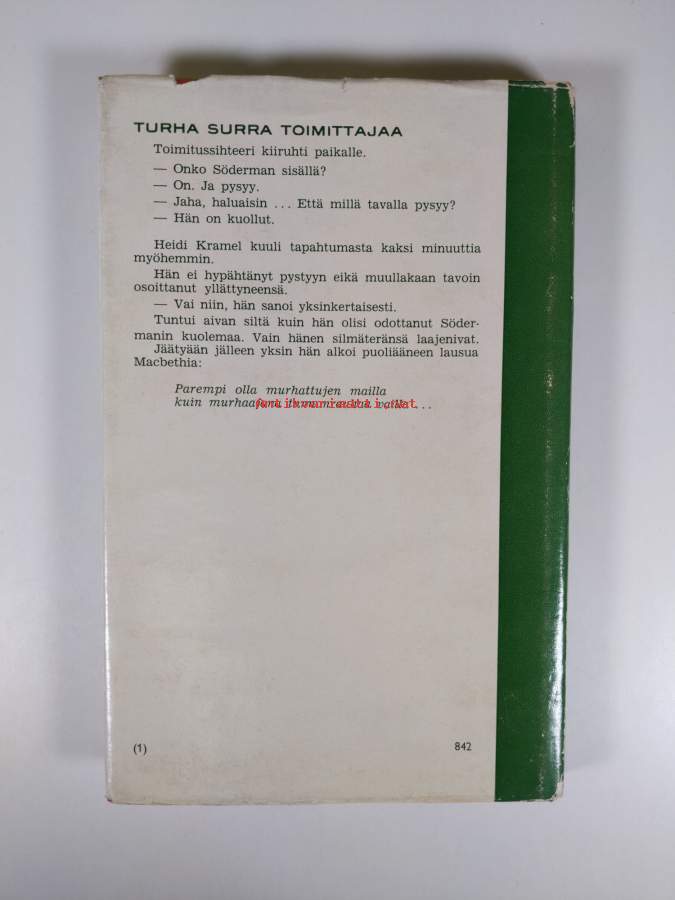 TURHA SURRA TOIMITTAJAA
Toimitussihteeri kiiruhti paikalle.
— Onko Söderman sisällä?
— On. Ja pysyy.
— Jaha, haluaisin ... Että millä tavalla pysyy?
— Hän on kuollut.
Heidi Kramel kuuli tapahtumasta kaksi minuuttia
myöhemmin.
Hän ei hypähtänyt pystyyn eikä muullakaan tavoin
osoittanut yllättyneensä.
— Vai niin, hän sanoi yksinkertaisesti.
Tuntui aivan siltä kuin hän olisi odottanut Söder-
manin kuolemaa. Vain hänen silmäteränsä laajenivat.
Jäätyään jälleen yksin hän alkoi puoliääneen lausua
Macbethia:
Parempi olla murhattujen mailla
kuin murhaajana
(1)
842